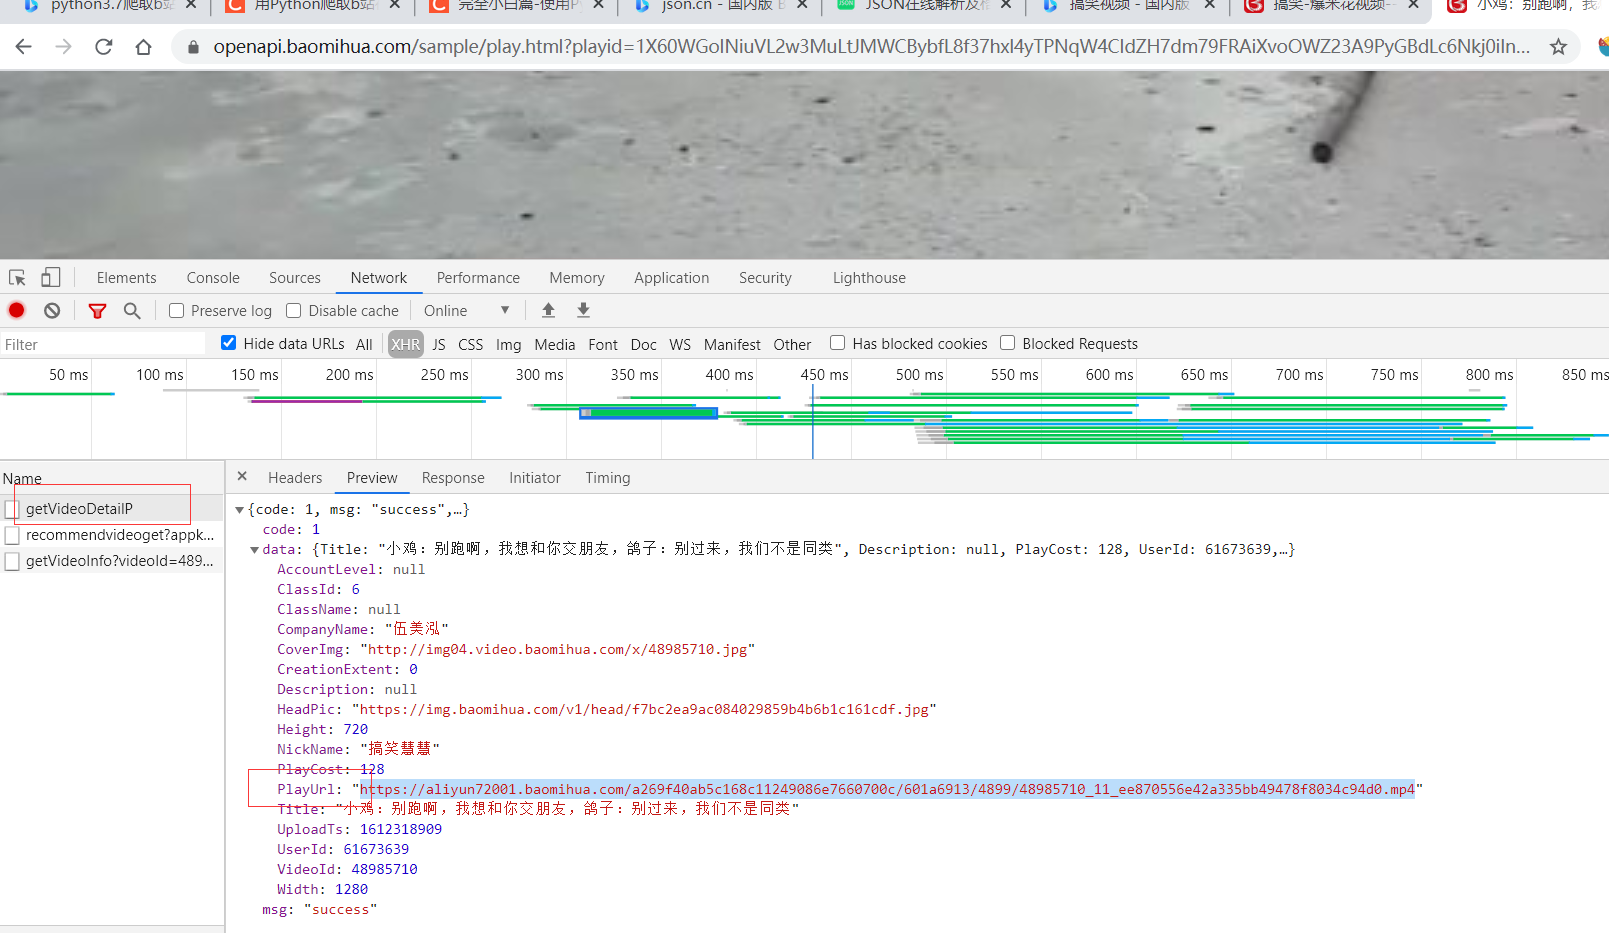 python3.7爬取b站
用Python爬取b站
完全小白篇-使用P
json.cn - 国内版 B
JSON在线解析及格
搞笑视频 - 国内版
搞笑-爆米花视频-
小鸡：别跑啊，我
openapi.baomihua.com/sample/play.html?playid=1X60WGoINiuVL2w3MuLtJMWCBybfL8f37hxI4yTPNqW4CIdZH7dm79FRAiXvoOWZ23A9PyGBdLc6Nkj0iIn...
Elements Console Sources Network Performance Memory Application Security Lighthouse
Preserve log Disable cache Online
Filter Hide data URLs All XHR JS CSS Img Media Font Doc WS Manifest Other Has blocked cookies Blocked Requests
50 ms 100 ms 150 ms 200 ms 250 ms 300 ms 350 ms 400 ms 450 ms 500 ms 550 ms 600 ms 650 ms 700 ms 750 ms 800 ms 850 ms
Name
getVideoDetailP
recommendvideoget?appk...
getVideoInfo?videoId=489...
Headers Preview Response Initiator Timing
{code: 1, msg: "success",…}
code: 1
data: {Title: "小鸡：别跑啊，我想和你交朋友，鸽子：别过来，我们不是同类", Description: null, PlayCost: 128, UserId: 61673639,…}
AccountLevel: null
ClassId: 6
ClassName: null
CompanyName: "伍美泓"
CoverImg: "http://img04.video.baomihua.com/x/48985710.jpg"
CreationExtent: 0
Description: null
HeadPic: "https://img.baomihua.com/v1/head/f7bc2ea9ac084029859b4b6b1c161cdf.jpg"
Height: 720
NickName: "搞笑慧慧"
PlayCost: 128
PlayUrl: "https://aliyun72001.baomihua.com/a269f40ab5c168c11249086e7660700c/601a6913/4899/48985710_11_ee870556e42a335bb49478f8034c94d0.mp4"
Title: "小鸡：别跑啊，我想和你交朋友，鸽子：别过来，我们不是同类"
UploadTs: 1612318909
UserId: 61673639
VideoId: 48985710
Width: 1280
msg: "success"